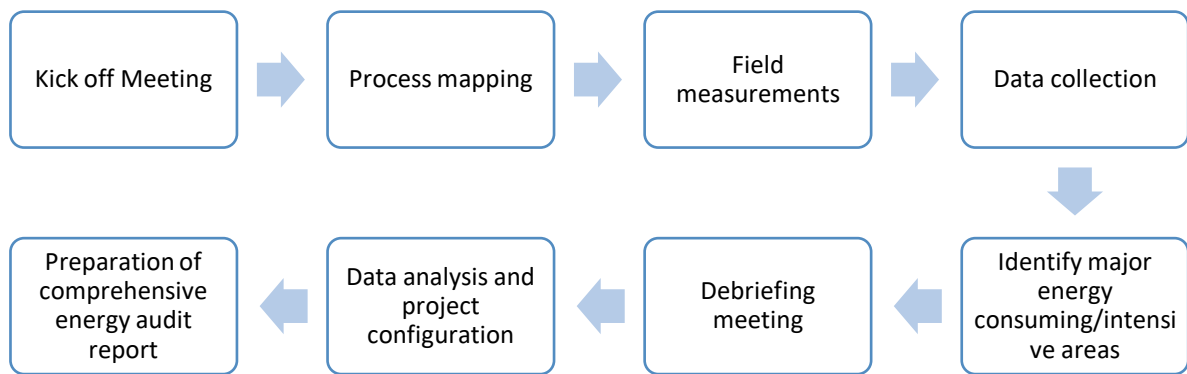 Kick off Meeting
Process mapping
Field
measurements
Data collection
Identify major
energy
consuming/intensi
ve areas
Debriefing
meeting
Data analysis and
project
configuration
Preparation of
comprehensive
energy audit
report